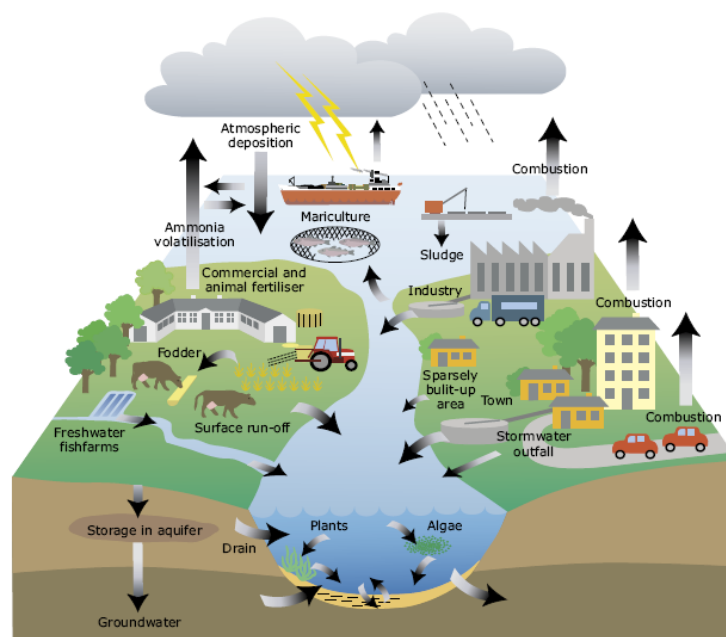 Atmospheric
deposition
Combustion
Mariculture
Ammonia
volatilisation
Sludge
Commercial and
animal fertiliser
Industry
Combustion
Fodder
Sparsely
bulit-up
area
Town
Combustion
Freshwater
fishfarms
Surface run-off
Stormwater
outfall
Storage in aquifer
Plants
Algae
Drain
Groundwater